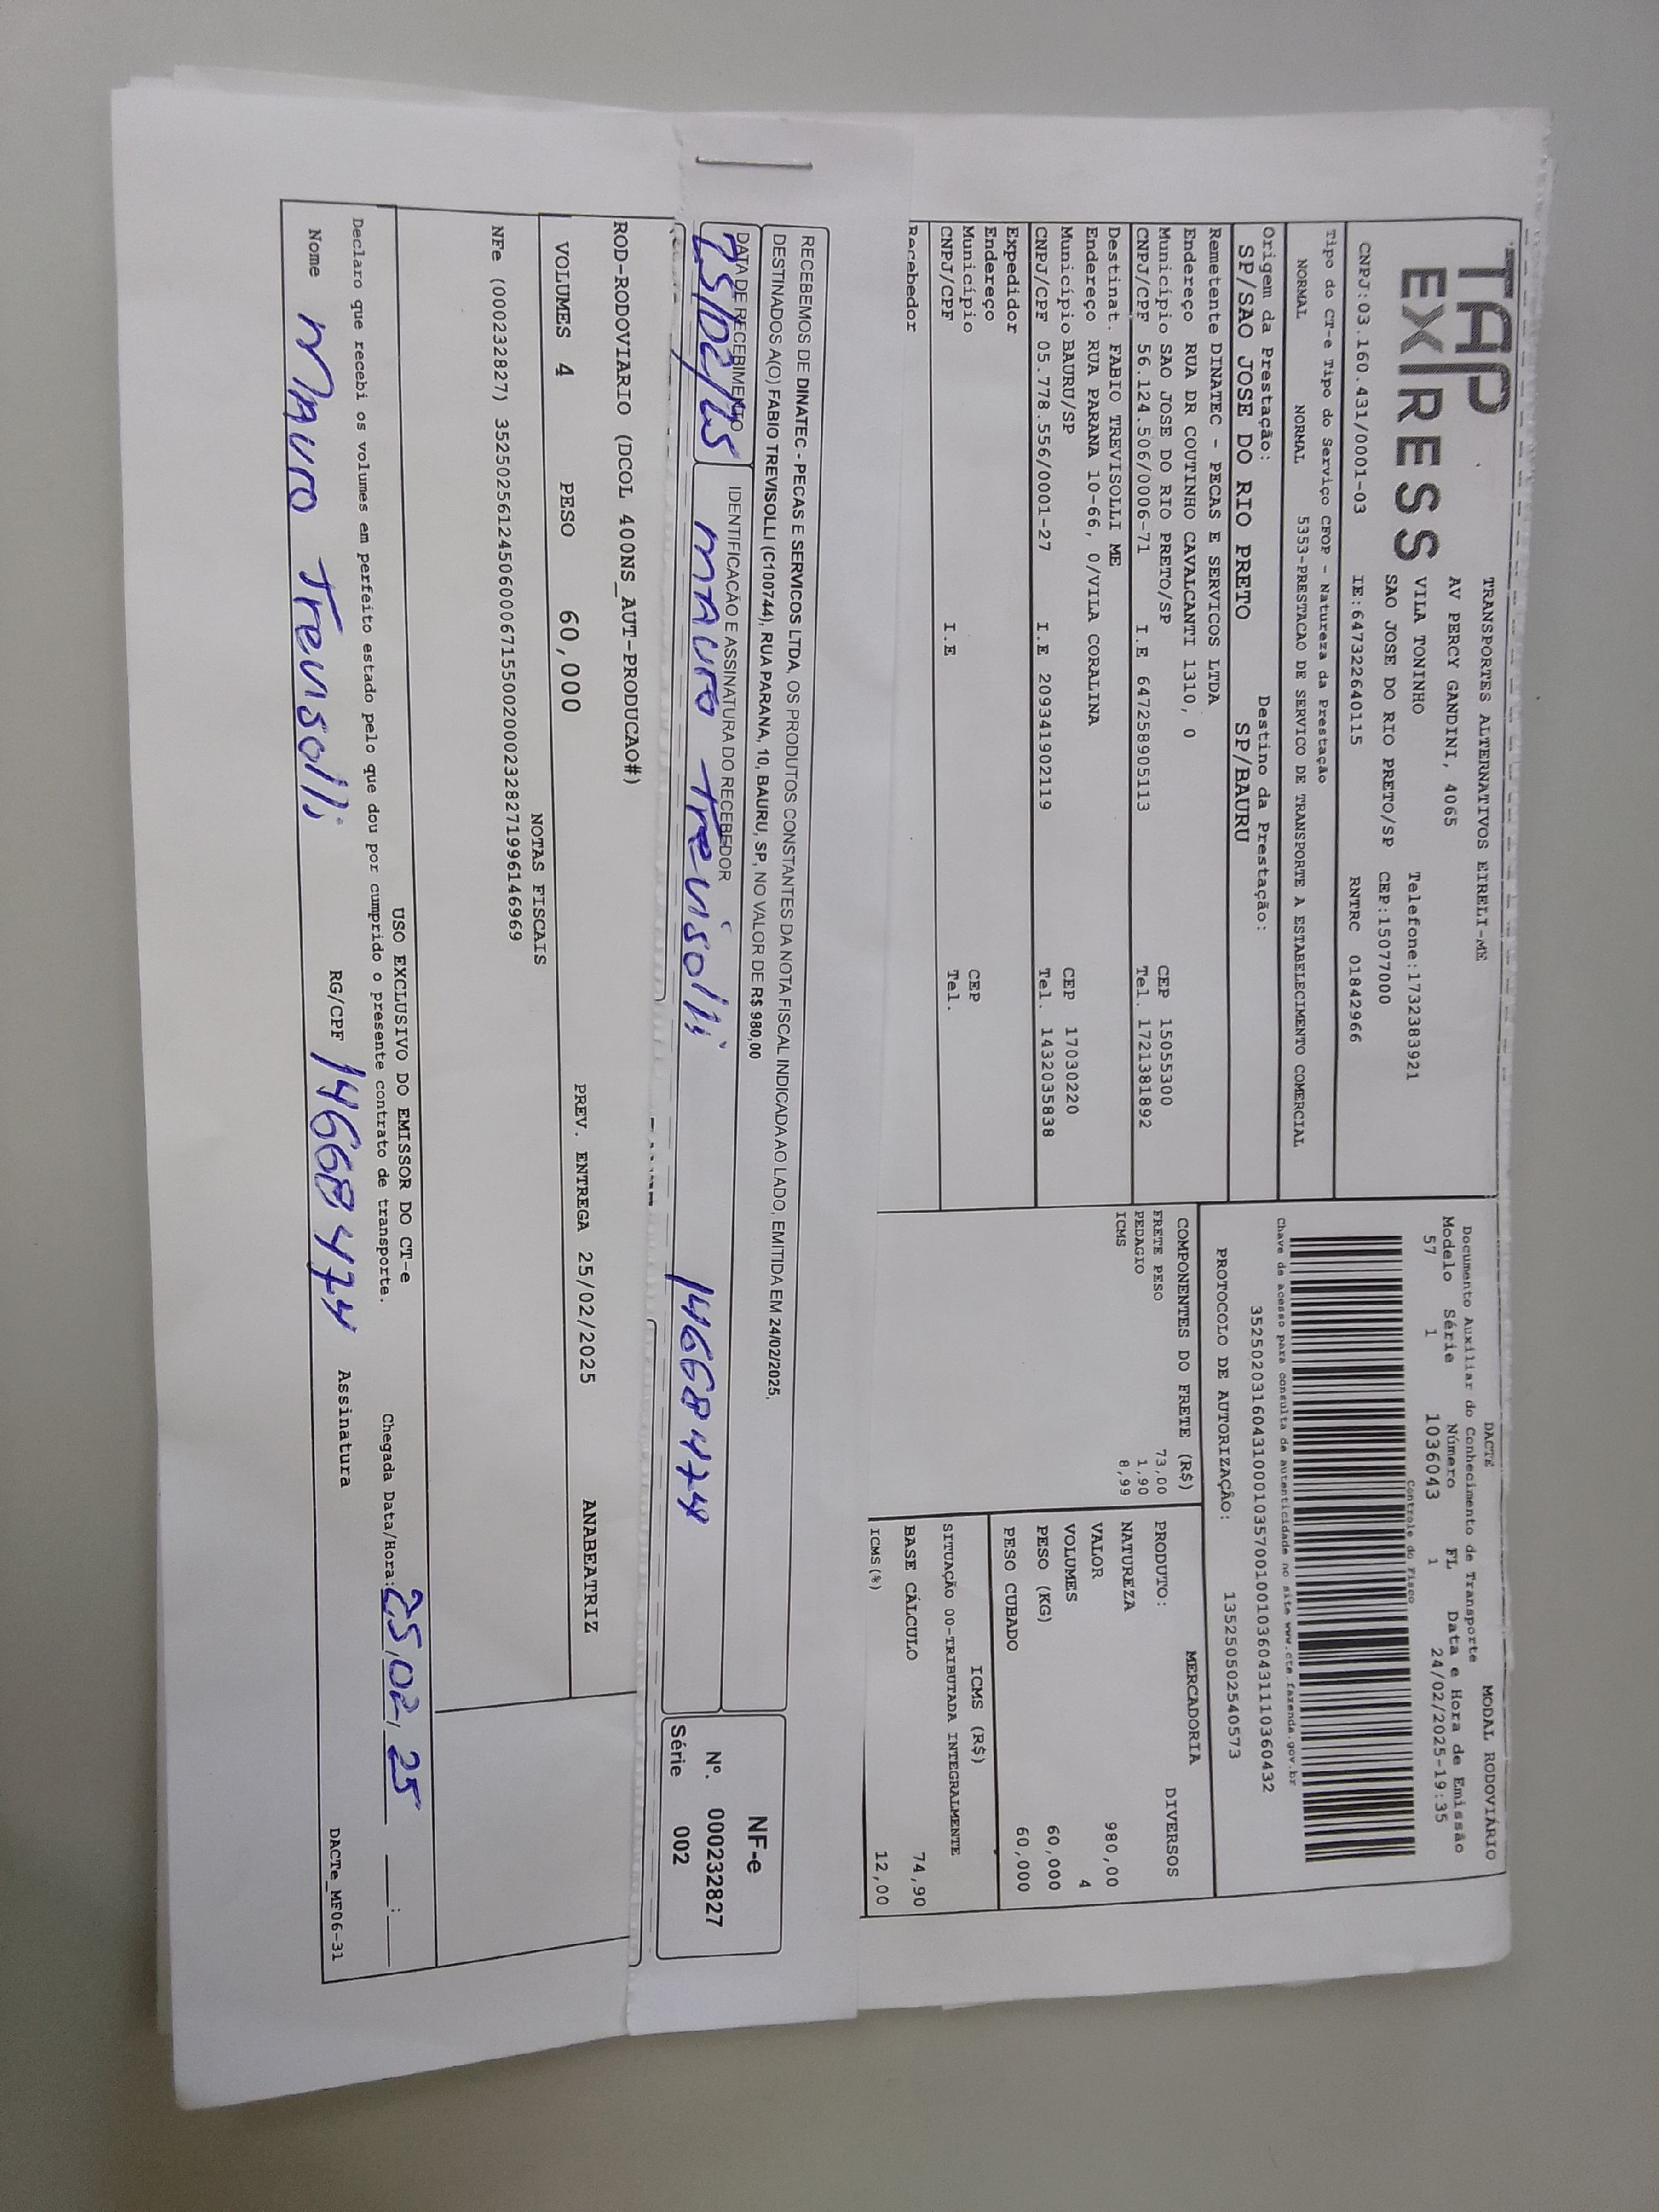 TAP
EXPRESS
TRANSPORTES ALTERNATIVOS EIRELI-ME
AV PERCY GANDINI, 4065
VILA TONINHO Telefone:1732383921
SAO JOSE DO RIO PRETO/SP CEP:15077000
CNPJ:03.160.431/0001-03 IE:647322640115 RNTRC 01842966
Tipo do CT-e Tipo do Serviço CFOP - Natureza da Prestação
NORMAL NORMAL 5353-PRESTACAO DE SERVICO DE TRANSPORTE A ESTABELECIMENTO COMERCIAL
Origem da Prestação: Destino da Prestação:
SP/SAO JOSE DO RIO PRETO SP/BAURU
Remetente DINATEC - PECAS E SERVICOS LTDA
Endereço RUA DR COUTINHO CAVALCANTI 1310, 0
Município SAO JOSE DO RIO PRETO/SP CEP 15055300
CNPJ/CPF 56.124.506/0006-71 I.E 647258905113 Tel. 1721381892
Destinat. FABIO TREVISOLLI ME
Endereço RUA PARANA 10-66, 0/VILA CORALINA
Município BAURU/SP CEP 17030220
CNPJ/CPF 05.778.556/0001-27 I.E 209341902119 Tel. 1432035838
Expedidor
Endereço
Município CEP
CNPJ/CPF I.E Tel.
Recebedor
DACTE MODAL RODOVIÁRIO
Documento Auxiliar do Conhecimento de Transporte
Modelo Série Número FL Data e Hora de Emissão
57 1 1036043 1 24/02/2025-19:35
Controle do Fisco
Chave de acesso para consulta de autenticidade no site www.cte.fazenda.gov.br
35250203160431000103570010010360431110360432
PROTOCOLO DE AUTORIZAÇÃO: 135250502540573
COMPONENTES DO FRETE (R$)
FRETE PESO 73,00
PEDAGIO 1,90
ICMS 8,99
MERCADORIA
PRODUTO: DIVERSOS
NATUREZA
VALOR 980,00
VOLUMES 4
PESO (KG) 60,000
PESO CUBADO 60,000
ICMS (R$)
SITUAÇÃO 00-TRIBUTADA INTEGRALMENTE
BASE CÁLCULO 74,90
ICMS(%) 12,00
RECEBEMOS DE DINATEC - PECAS E SERVICOS LTDA, OS PRODUTOS CONSTANTES DA NOTA FISCAL INDICADA AO LADO, EMITIDA EM 24/02/2025,
DESTINADOS A(O) FABIO TREVISOLLI (C100744), RUA PARANA, 10, BAURU, SP, NO VALOR DE R$ 980,00
DATA DE RECEBIMENTO IDENTIFICAÇÃO E ASSINATURA DO RECEBEDOR
25/02/25 Mauro Trevisolli 14668474
NF-e
Nº. 000232827
Série 002
ROD-RODOVIARIO (DCOL 400NS_AUT-PRODUCAO#)
VOLUMES 4 PESO 60,000 PREV. ENTREGA 25/02/2025 ANABEATRIZ
NOTAS FISCAIS
NFe (000232827) 35250256124506000671550020002328271996146969
USO EXCLUSIVO DO EMISSOR DO CT-e
Declaro que recebi os volumes em perfeito estado pelo que dou por cumprido o presente contrato de transporte. Chegada Data/Hora: 25/02/25 __:__
Nome Mauro Trevisolli RG/CPF 14668474 Assinatura
DACTe_MF06-31